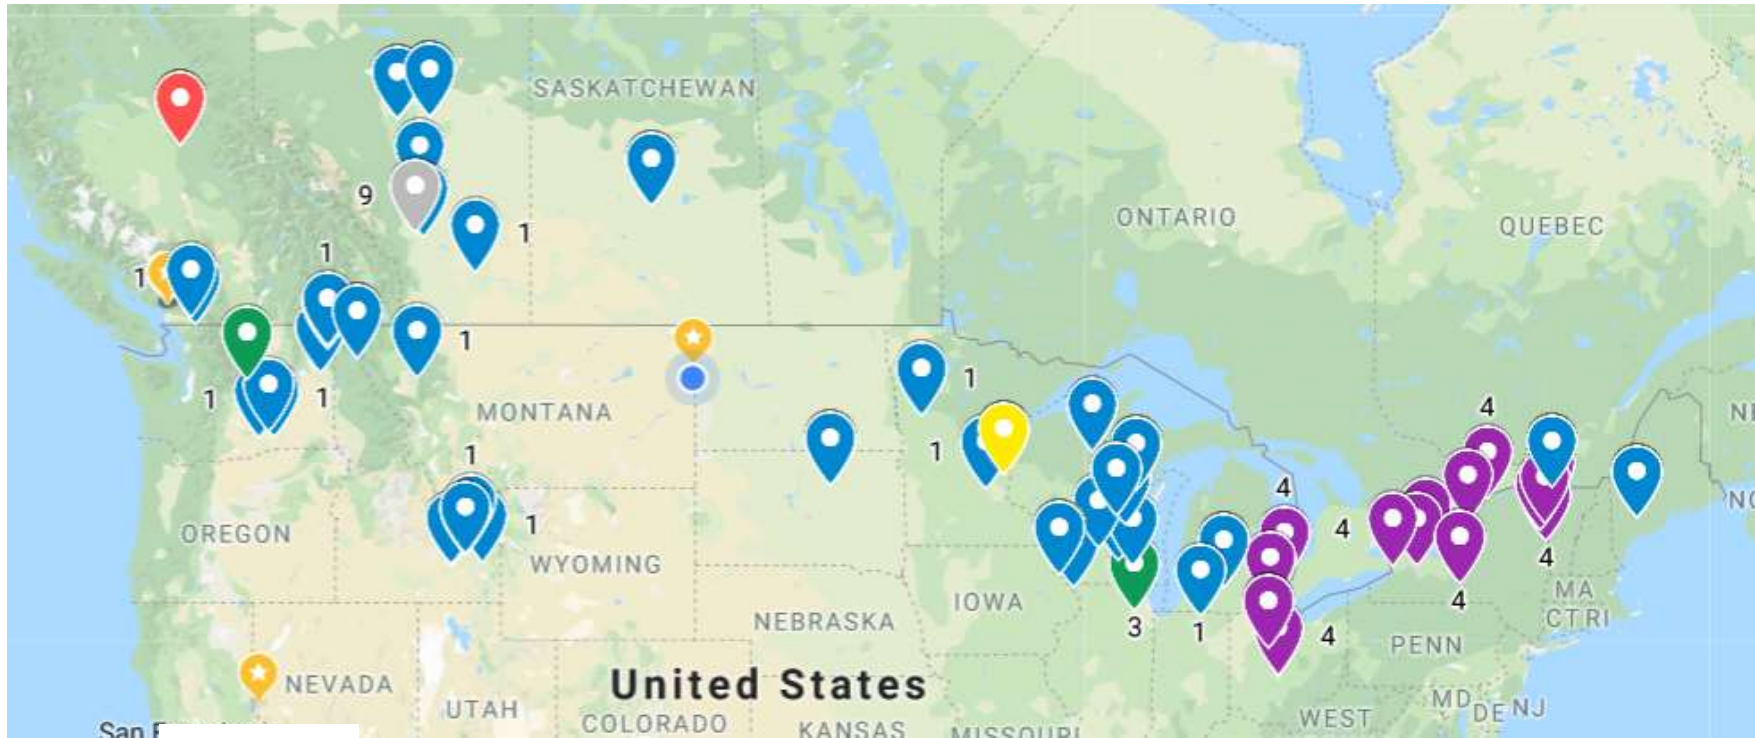 SASKATCHEWAN
9
1
ONTARIO
QUEBEC
1
1
1
1
1
1
MONTANA
4
1
1
OREGON
1
WYOMING
4
4
4
IOWA
4
MA
CT RI
NEBRASKA
3
1
4
PENN
NEVADA
United States
UTAH
COLORADO
KANSAS
MISSOURI
WEST
MD
DE
NJ
San